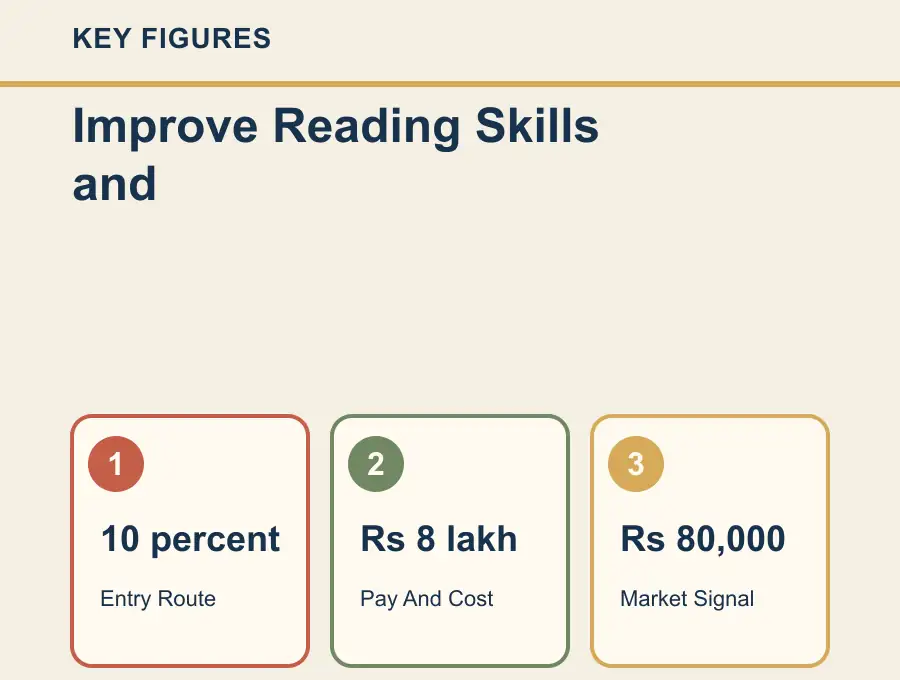 KEY FIGURES
Improve Reading Skills
and
1
10 percent
Entry Route
2
Rs 8 lakh
Pay And Cost
3
Rs 80,000
Market Signal